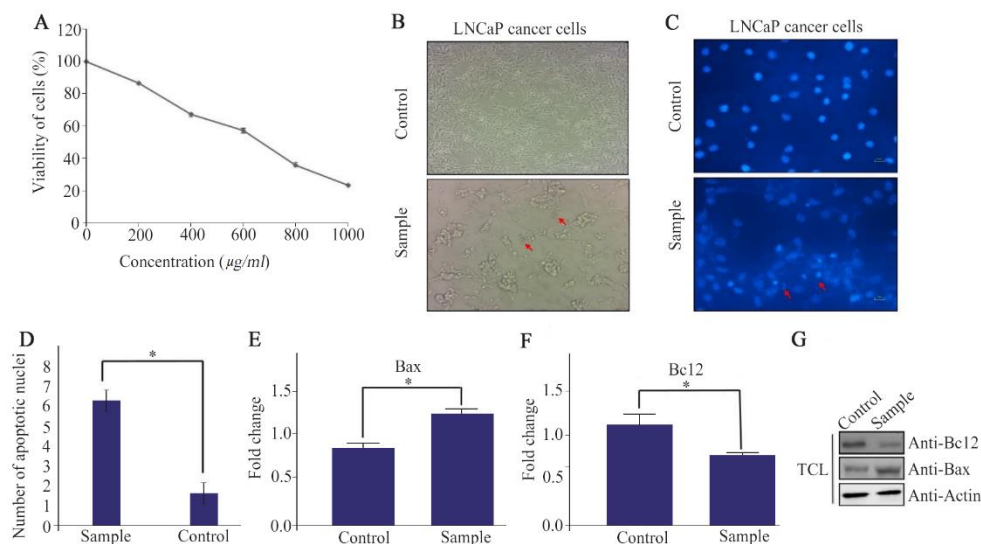 A
Viability of cells (%)
120
100
80
60
40
20
0
0
200
400
600
800
1000
Concentration (µg/ml)
B
LNCaP cancer cells
Control
Sample
C
LNCaP cancer cells
Control
Sample
D
Number of apoptotic nuclei
8
7
6
5
4
3
2
1
0
*
Sample
Control
E
Bax
Fold change
1.5
1.0
0.5
0.0
*
Control
Sample
F
Bc12
Fold change
1.5
1.0
0.5
0.0
*
Control
Sample
G
Control
Sample
TCL
Anti-Bc12
Anti-Bax
Anti-Actin